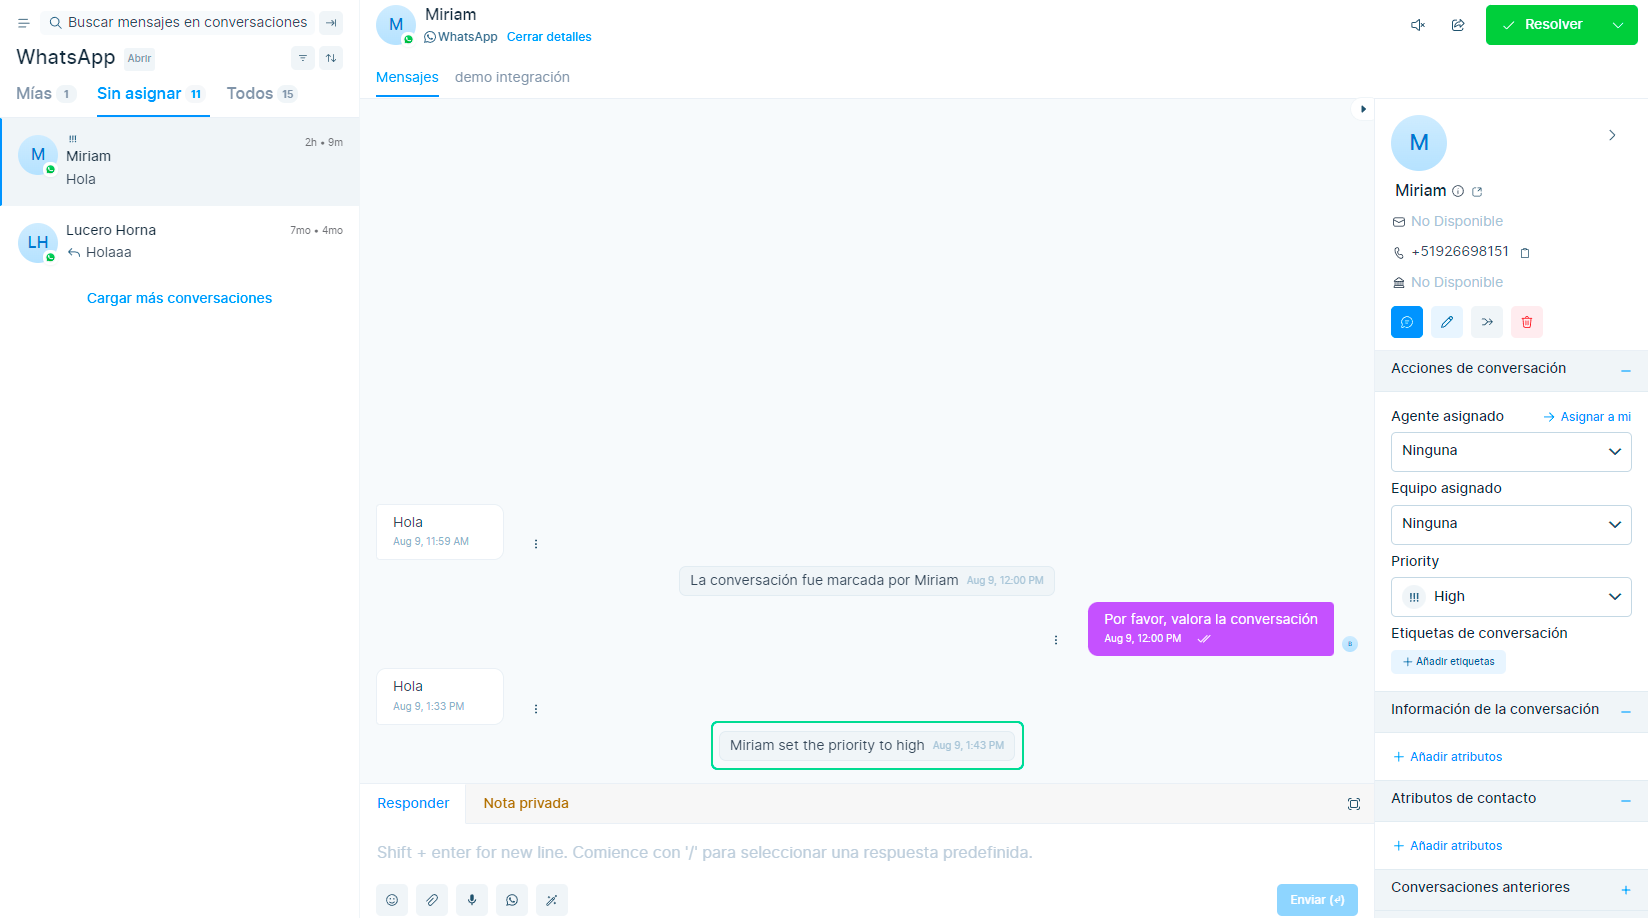 Buscar mensajes en conversaciones
WhatsApp Abrir
Mías 1 Sin asignar 11 Todos 15
M
!!!
Miriam
2h • 9m
Hola
LH
Lucero Horna
7mo • 4mo
Holaaa
Cargar más conversaciones
M
Miriam
WhatsApp Cerrar detalles
Resolver
Mensajes demo integración
Hola
Aug 9, 11:59 AM
La conversación fue marcada por Miriam Aug 9, 12:00 PM
Por favor, valora la conversación
Aug 9, 12:00 PM
B
Hola
Aug 9, 1:33 PM
Miriam set the priority to high Aug 9, 1:43 PM
Responder Nota privada
Shift + enter for new line. Comience con '/' para seleccionar una respuesta predefinida.
Enviar (↵)
M
Miriam
No Disponible
+51926698151
No Disponible
Acciones de conversación
Agente asignado → Asignar a mi
Ninguna
Equipo asignado
Ninguna
Priority
!!! High
Etiquetas de conversación
+ Añadir etiquetas
Información de la conversación
+ Añadir atributos
Atributos de contacto
+ Añadir atributos
Conversaciones anteriores